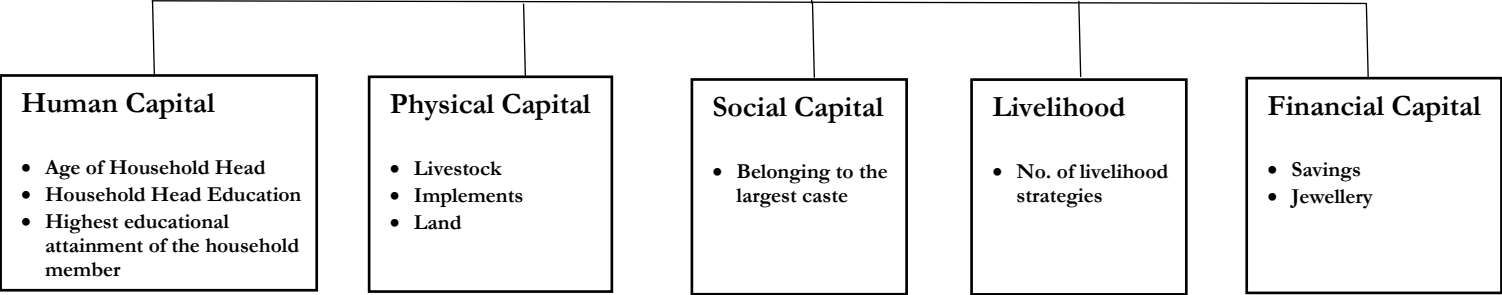 Human Capital
• Age of Household Head
• Household Head Education
• Highest educational
attainment of the household
member
Physical Capital
• Livestock
• Implements
• Land
Social Capital
• Belonging to the
largest caste
Livelihood
• No. of livelihood
strategies
Financial Capital
• Savings
• Jewellery